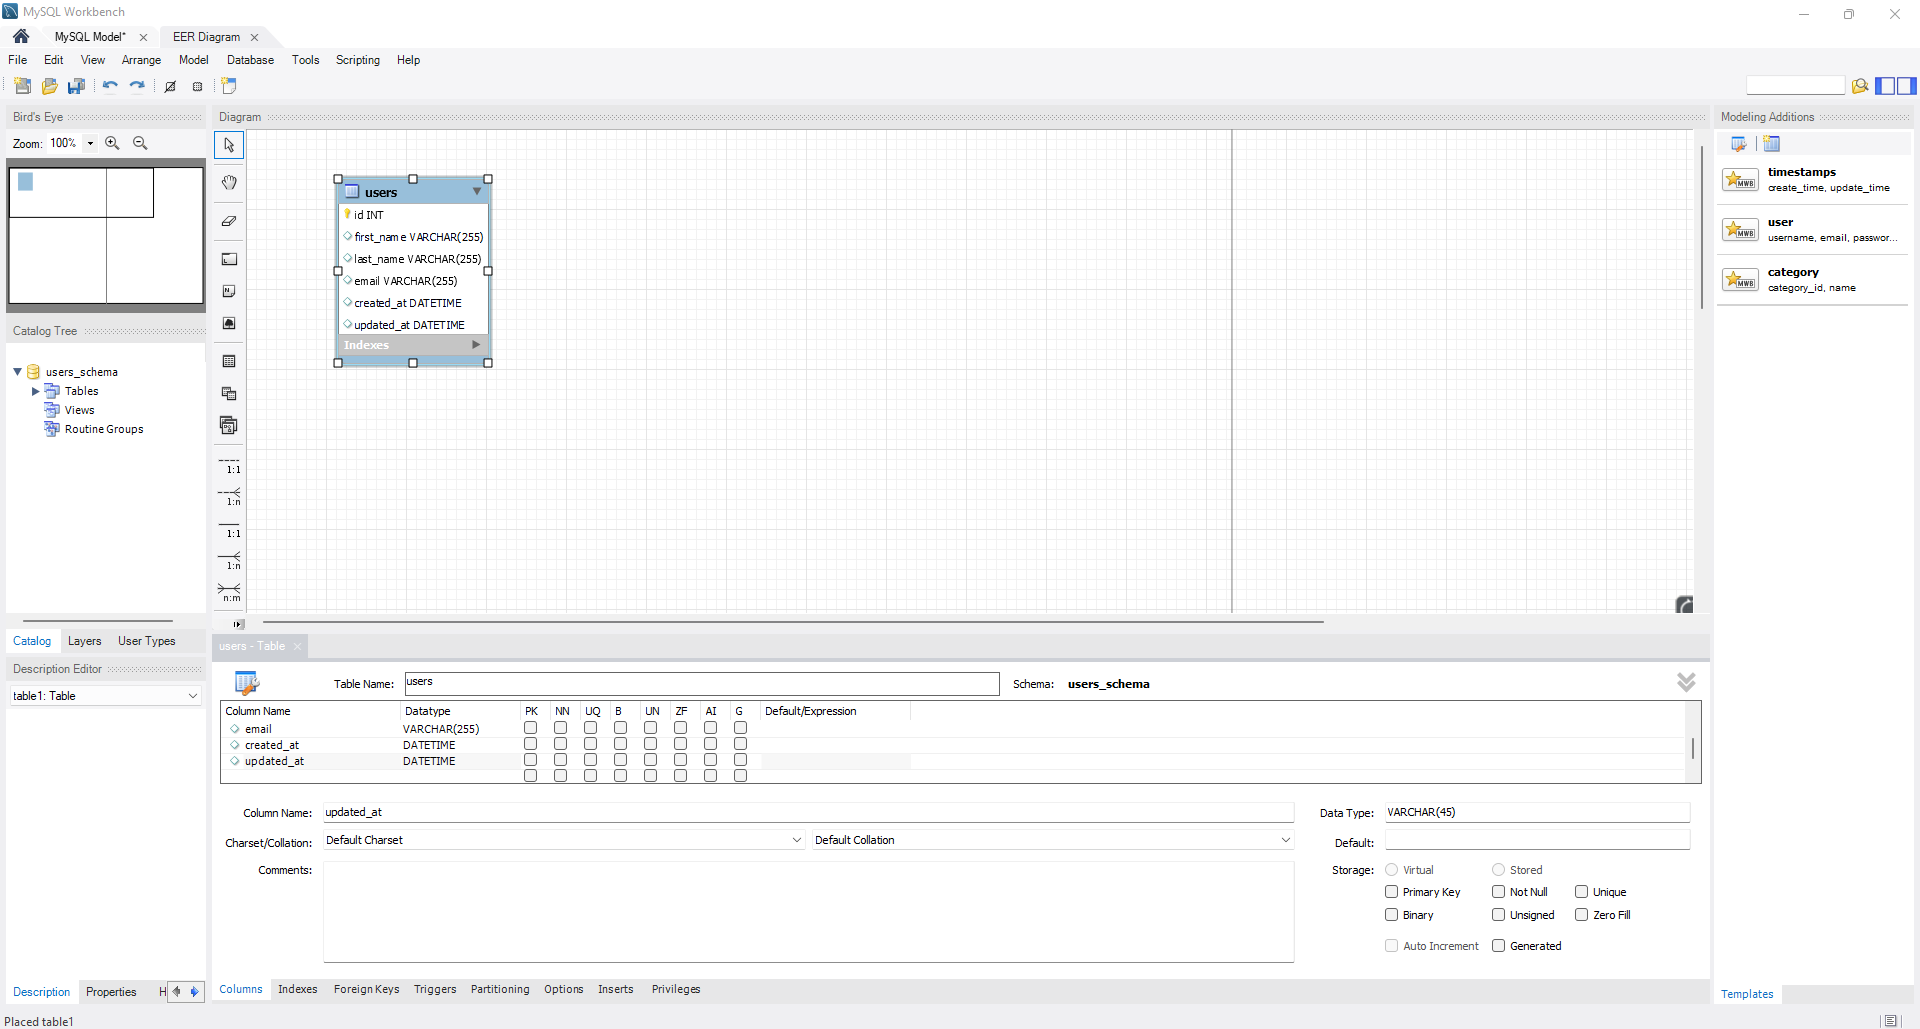 MySQL Workbench
MySQL Model*
EER Diagram
File Edit View Arrange Model Database Tools Scripting Help
Bird's Eye
Zoom: 100%
Catalog Tree
users_schema
Tables
Views
Routine Groups
Catalog Layers User Types
Description Editor
table1: Table
Description Properties H
Diagram
1:1
1:n
1:1
1:n
n:m
users
id INT
first_name VARCHAR(255)
last_name VARCHAR(255)
email VARCHAR(255)
created_at DATETIME
updated_at DATETIME
Indexes
Modeling Additions
timestamps
create_time, update_time
user
username, email, passwor...
category
category_id, name
Templates
users - Table
Table Name: users Schema: users_schema
Column Name Datatype PK NN UQ B UN ZF AI G Default/Expression
email VARCHAR(255)
created_at DATETIME
updated_at DATETIME
Column Name: updated_at Data Type: VARCHAR(45)
Charset/Collation: Default Charset Default Collation Default:
Comments: Storage: Virtual Stored
Primary Key Not Null Unique
Binary Unsigned Zero Fill
Auto Increment Generated
Columns Indexes Foreign Keys Triggers Partitioning Options Inserts Privileges
Placed table1